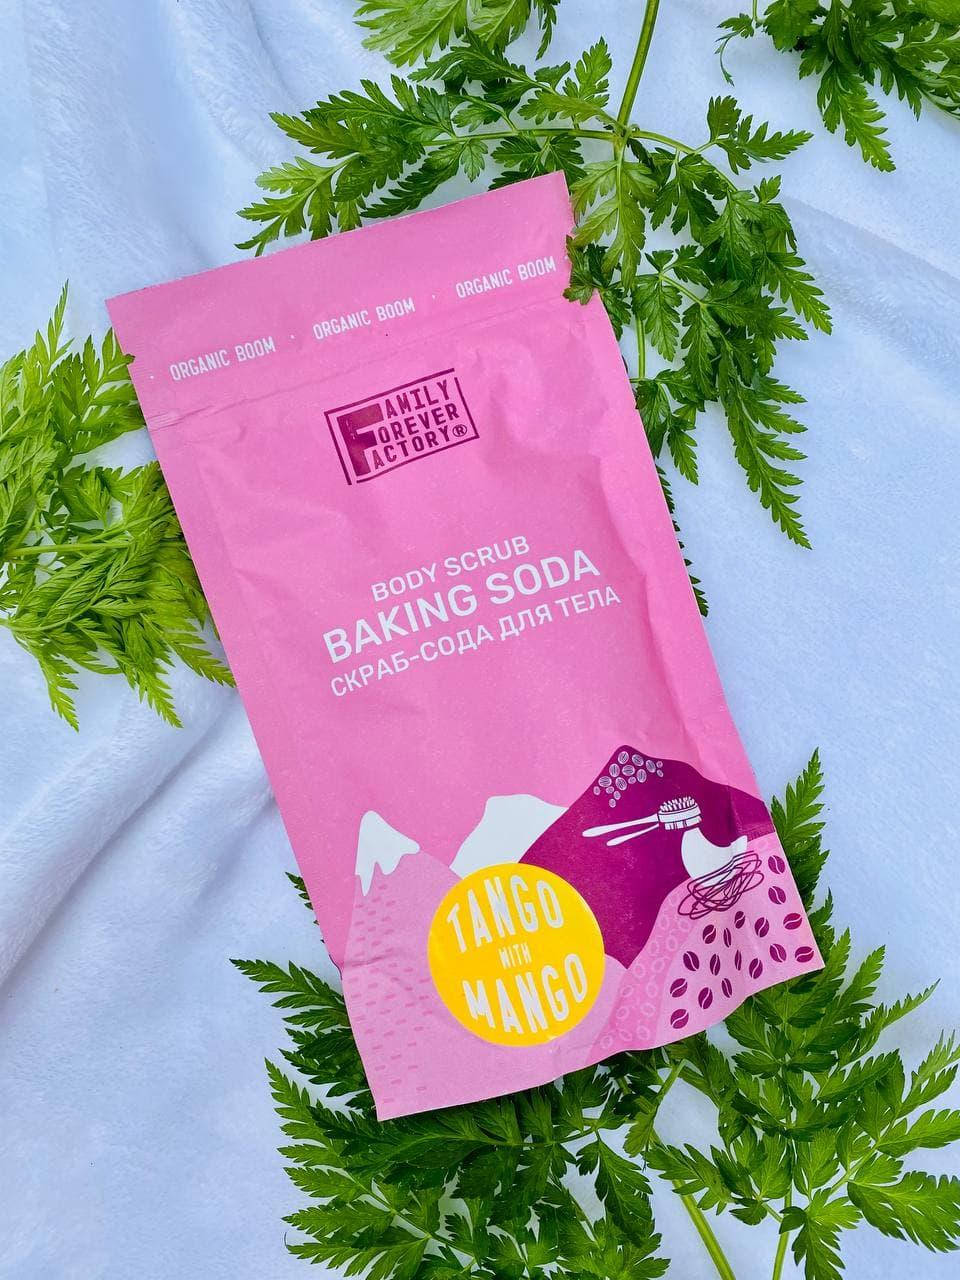 · ORGANIC BOOM · ORGANIC BOOM · ORGANIC BOOM
FAMILY
FOREVER
FACTORY®
BODY SCRUB
BAKING SODA
СКРАБ-СОДА ДЛЯ ТЕЛА
TANGO
WITH
MANGO